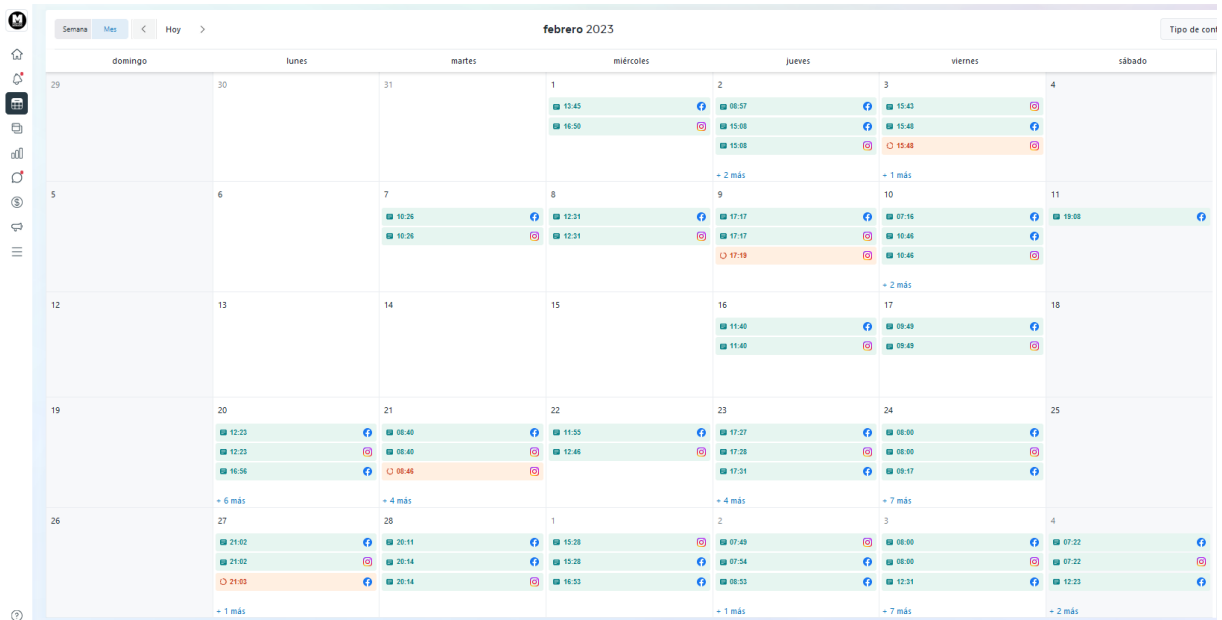 Semana Mes Hoy febrero 2023 Tipo de cont
domingo lunes martes miércoles jueves viernes sábado
29 30 31 1 2 3 4
13:45 08:57 15:43
16:50 15:08 15:48
15:08 15:48
+ 2 más + 1 más
5 6 7 8 9 10 11
10:26 12:31 17:17 07:16 19:08
10:26 12:31 17:17 10:46
17:19 10:46
+ 2 más
12 13 14 15 16 17 18
11:40 09:49
11:40 09:49
19 20 21 22 23 24 25
12:23 08:40 11:55 17:27 08:00
12:23 08:40 12:46 17:28 08:00
16:56 08:46 17:31 09:17
+ 6 más + 4 más + 4 más + 7 más
26 27 28 1 2 3 4
21:02 20:11 15:28 07:49 08:00 07:22
21:02 20:14 15:28 07:54 08:00 07:22
21:03 20:14 16:53 08:53 12:31 12:23
+ 1 más + 1 más + 7 más + 2 más